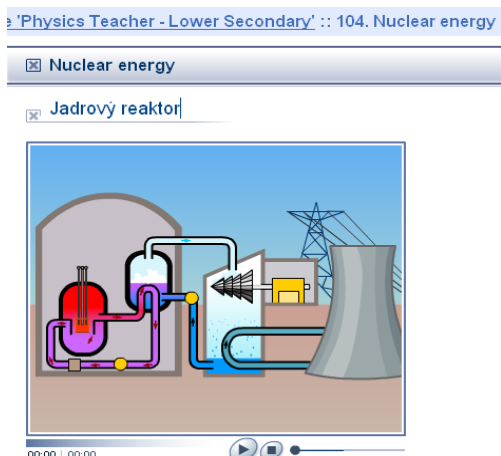 e 'Physics Teacher - Lower Secondary' :: 104. Nuclear energy
Nuclear energy
Jadrový reaktor
00:00 | 00:00